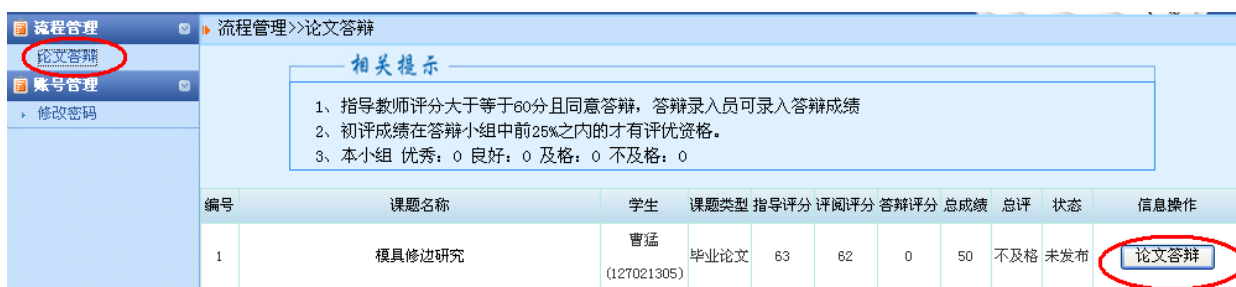 流程管理
论文答辩
账号管理
修改密码
流程管理>>论文答辩
相关提示
1、指导教师评分大于等于60分且同意答辩，答辩录入员可录入答辩成绩
2、初评成绩在答辩小组中前25%之内的才有评优资格。
3、本小组 优秀：0 良好：0 及格：0 不及格：0
编号 课题名称 学生 课题类型 指导评分 评阅评分 答辩评分 总成绩 总评 状态 信息操作
1 模具修边研究 曹猛 (127021305) 毕业论文 63 62 0 50 不及格 未发布 论文答辩